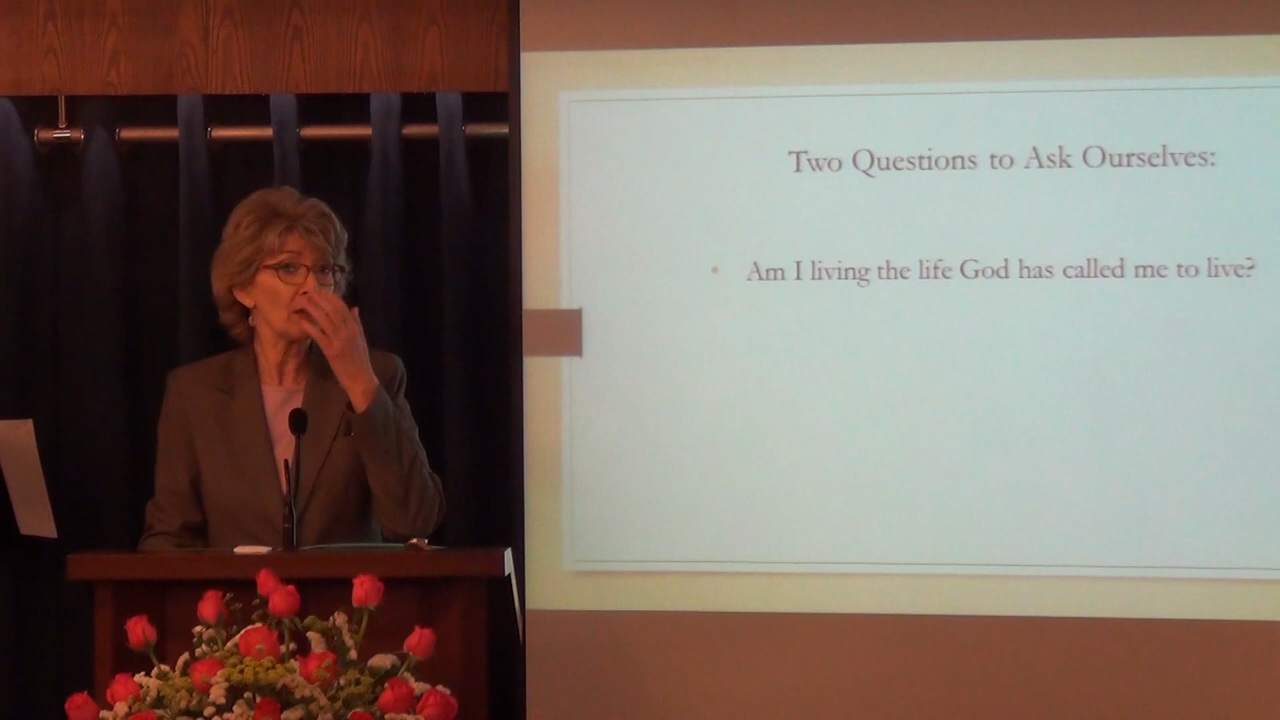 Two Questions to Ask Ourselves:
• Am I living the life God has called me to live?